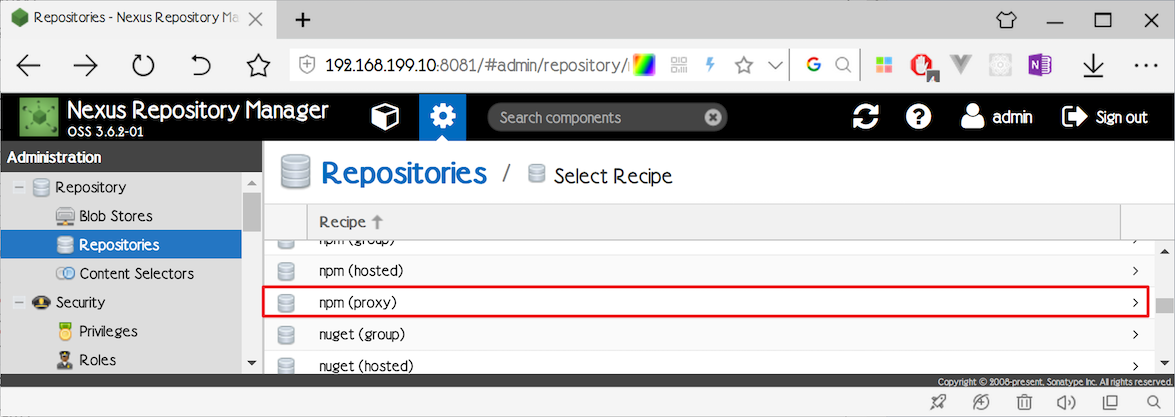 Repositories - Nexus Repository Ma
192.168.199.10:8081/#admin/repository/
Nexus Repository Manager
OSS 3.6.2-01
Search components
admin
Sign out
Administration
Repository
Blob Stores
Repositories
Content Selectors
Security
Privileges
Roles
Repositories / Select Recipe
Recipe
npm (group)
npm (hosted)
npm (proxy)
nuget (group)
nuget (hosted)
Copyright © 2008-present, Sonatype Inc. All rights reserved.